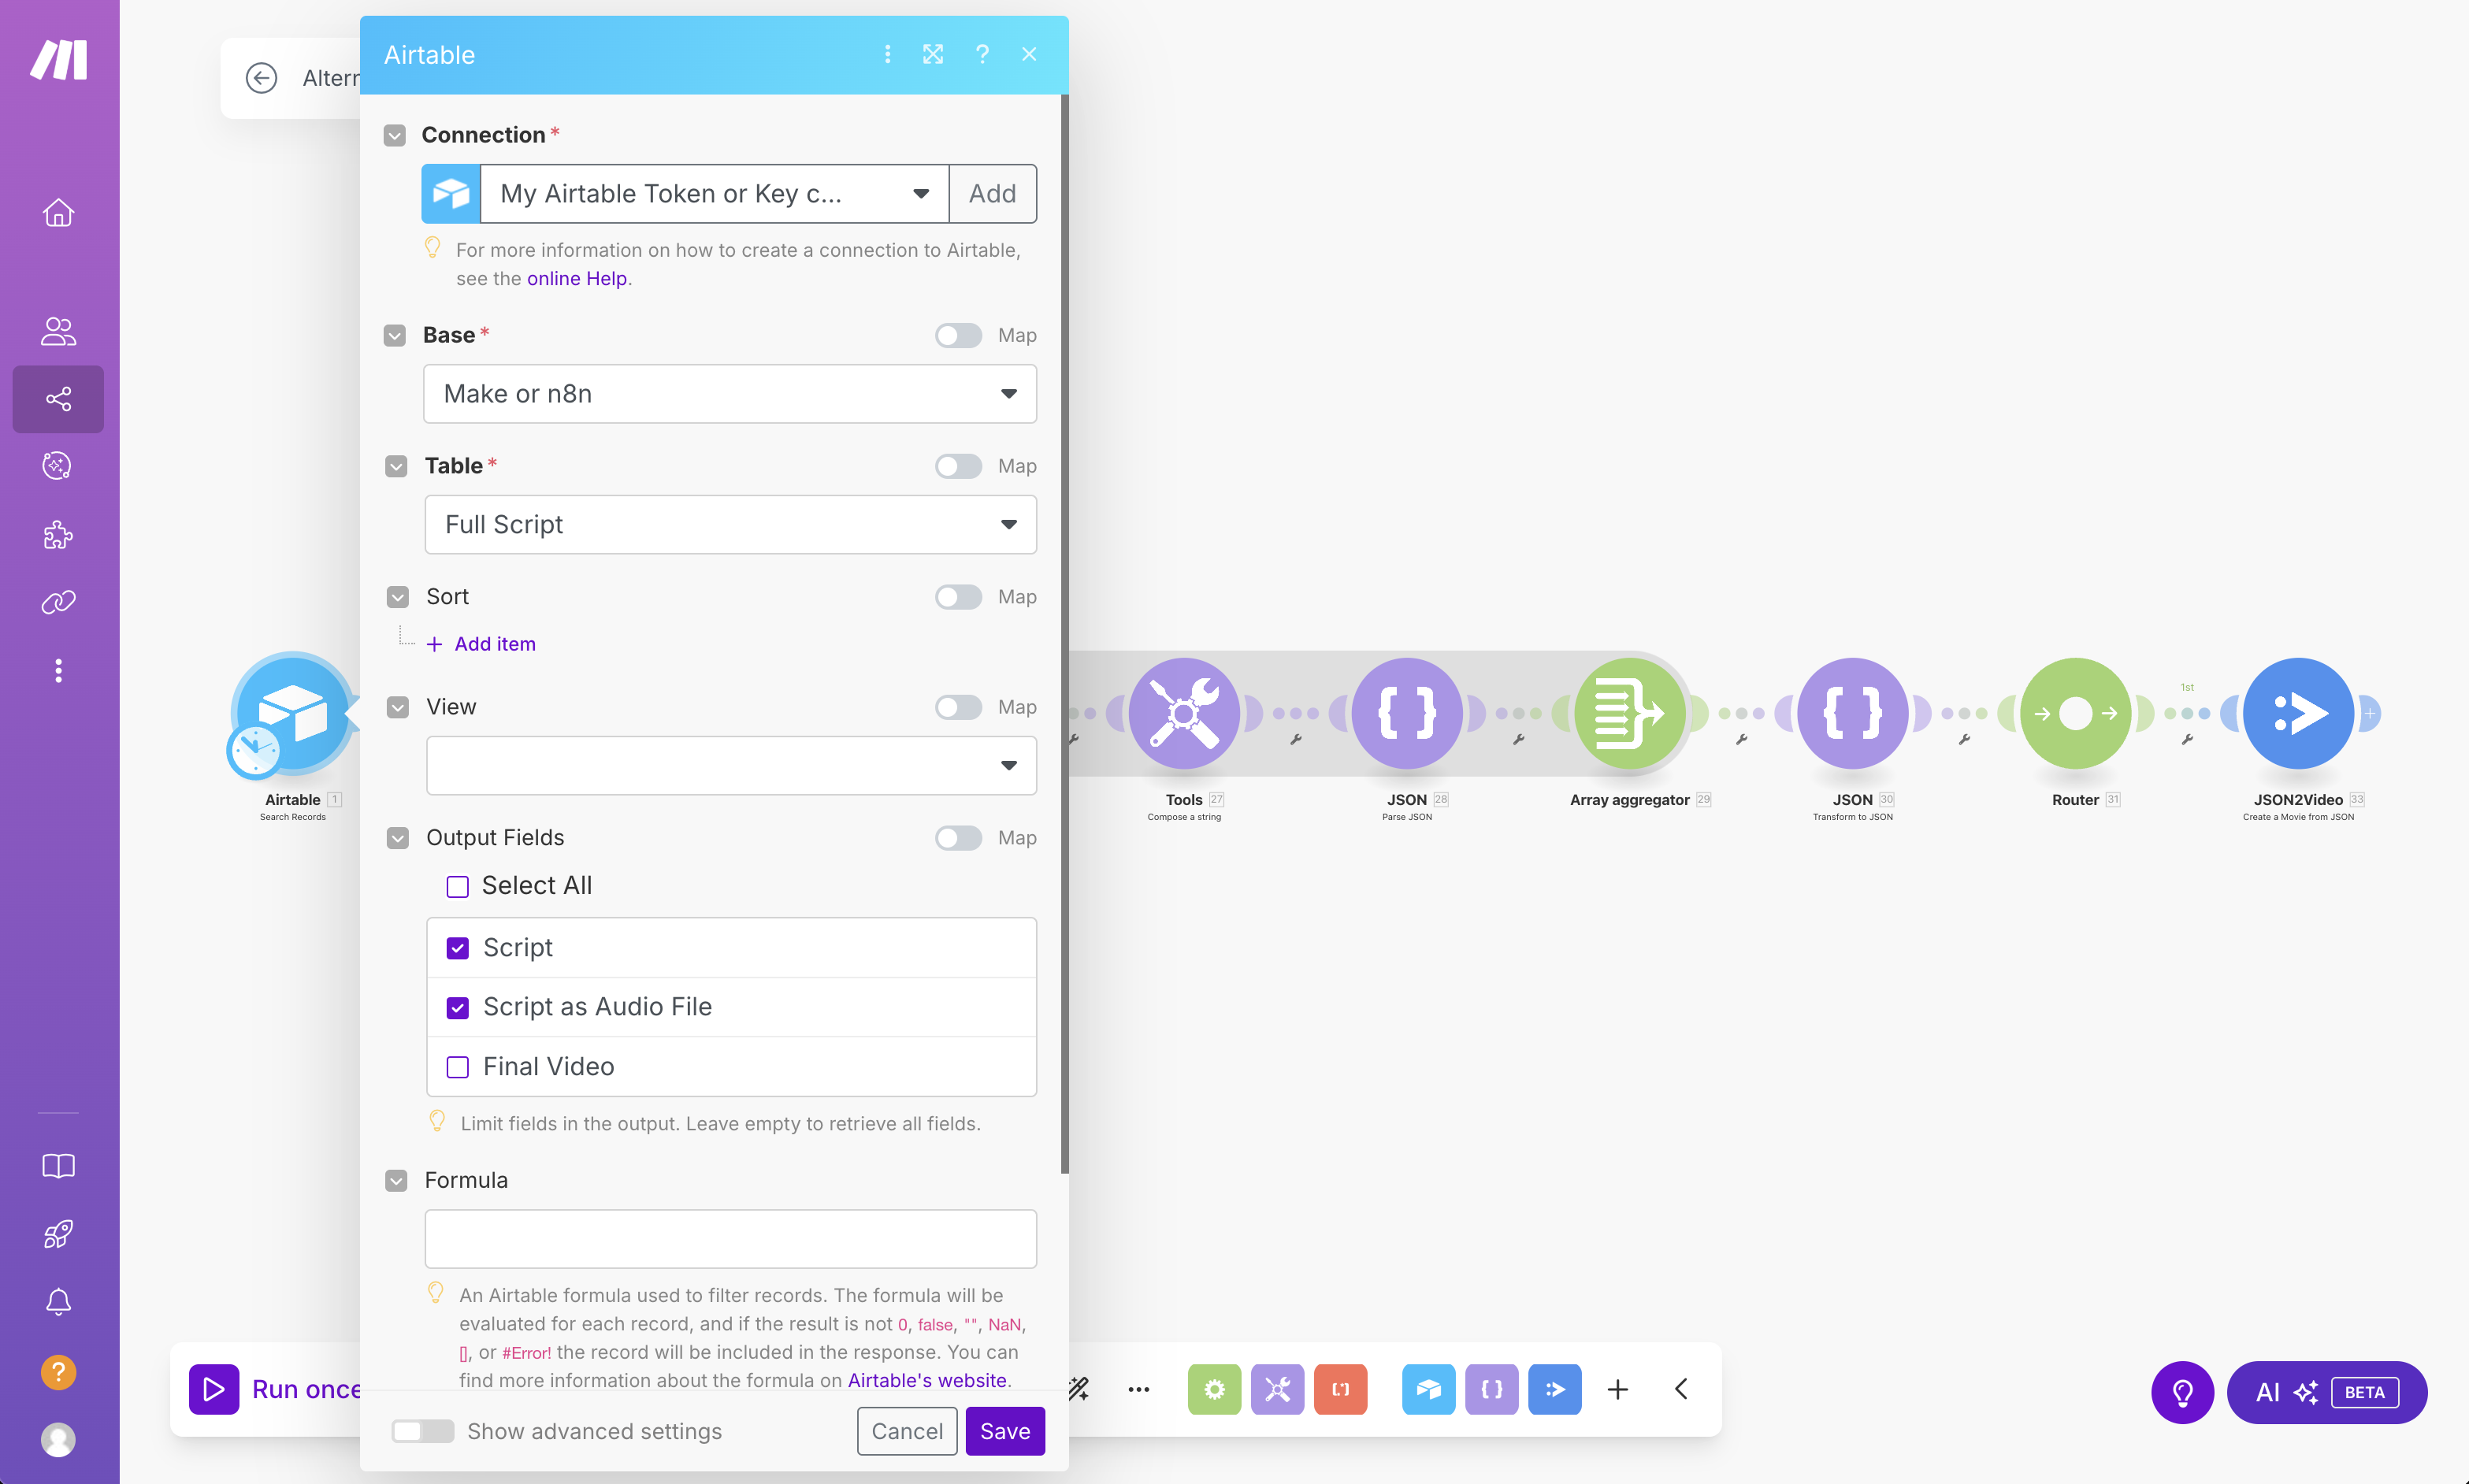 Altern
Airtable
Connection *
My Airtable Token or Key c...
Add
For more information on how to create a connection to Airtable,
see the online Help.
Base *
Map
Make or n8n
Table *
Map
Full Script
Sort
Map
Add item
View
Map
Output Fields
Map
Select All
Script
Script as Audio File
Final Video
Limit fields in the output. Leave empty to retrieve all fields.
Formula
An Airtable formula used to filter records. The formula will be
evaluated for each record, and if the result is not 0, false, "", NaN,
[], or #Error! the record will be included in the response. You can
find more information about the formula on Airtable's website.
Show advanced settings
Cancel
Save
Airtable 1
Search Records
Tools 27
Compose a string
JSON 28
Parse JSON
Array aggregator 29
JSON 30
Transform to JSON
Router 31
1st
JSON2Video 33
Create a Movie from JSON
Run once
AI
BETA